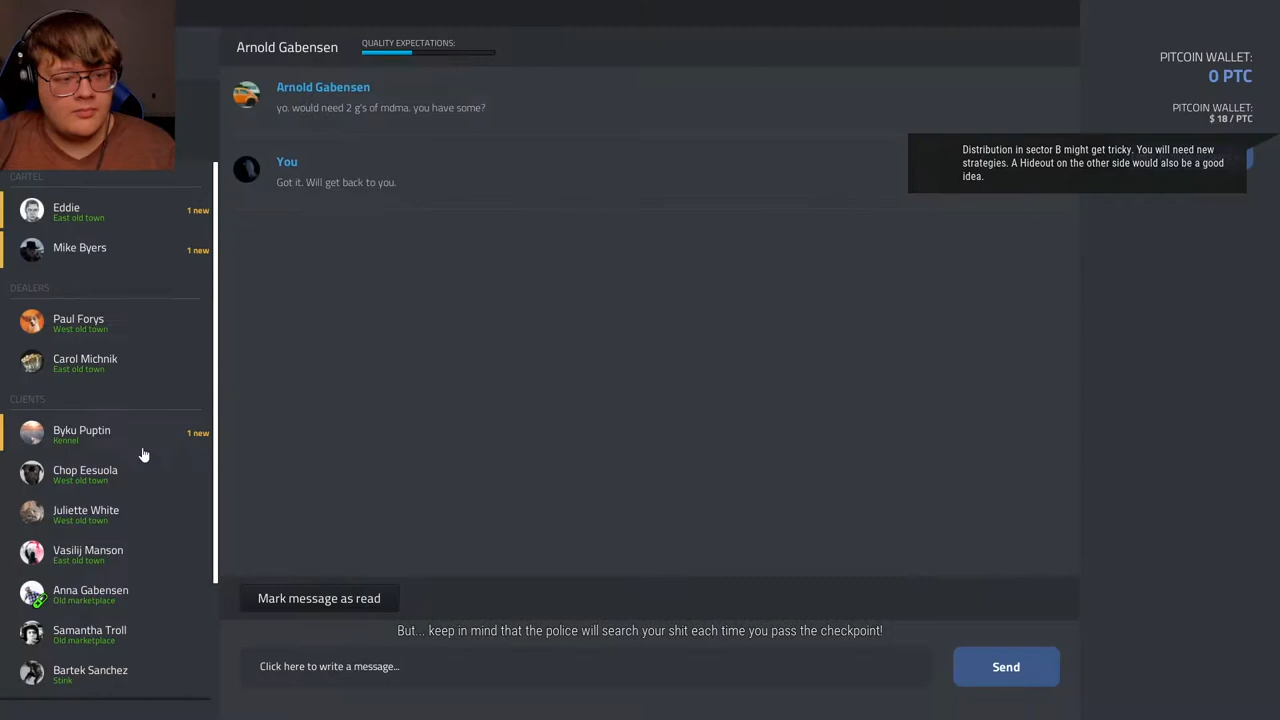 Arnold Gabensen
QUALITY EXPECTATIONS:
PITCOIN WALLET:
0 PTC
PITCOIN WALLET:
$ 18 / PTC
Arnold Gabensen
yo. would need 2 g's of mdma. you have some?
Distribution in sector B might get tricky. You will need new
strategies. A Hideout on the other side would also be a good
idea.
You
Got it. Will get back to you.
CARTEL
Eddie
East old town
1 new
Mike Byers
1 new
DEALERS
Paul Forys
West old town
Carol Michnik
East old town
CLIENTS
Byku Puptin
Kennel
1 new
Chop Eesuola
West old town
Juliette White
West old town
Vasilij Manson
East old town
Anna Gabensen
Old marketplace
Samantha Troll
Old marketplace
Bartek Sanchez
Stink
Mark message as read
But... keep in mind that the police will search your shit each time you pass the checkpoint!
Click here to write a message...
Send